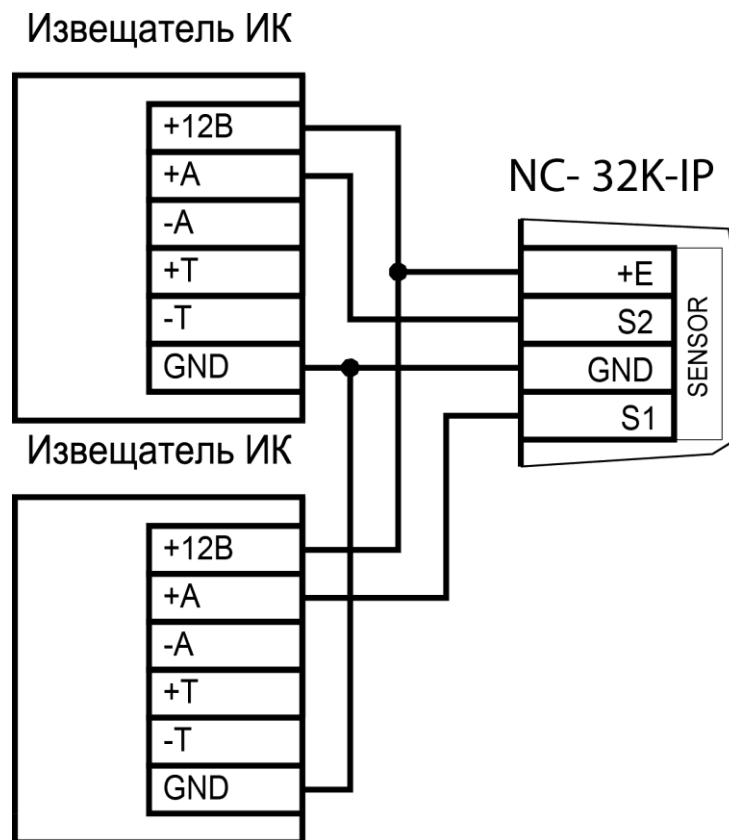 Извещатель ИК
+12В
+А
-А
+Т
-Т
GND
NC- 32K-IP
+E
S2
GND
S1
SENSOR
Извещатель ИК
+12В
+А
-А
+Т
-Т
GND